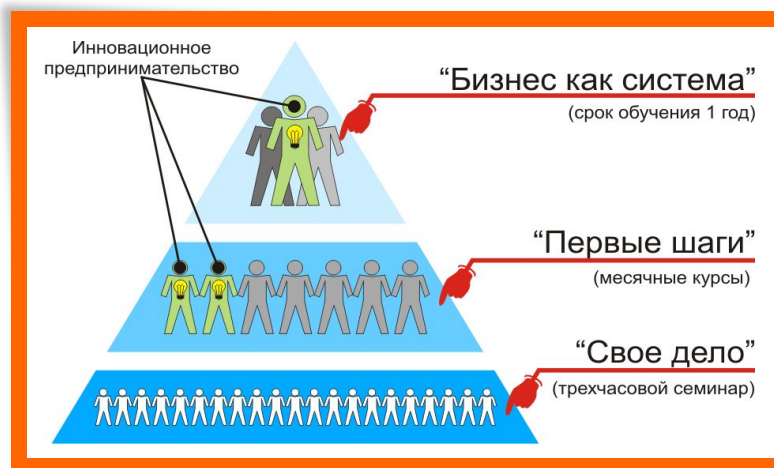 Инновационное
предпринимательство
“Бизнес как система”
(срок обучения 1 год)
“Первые шаги”
(месячные курсы)
“Свое дело”
(трехчасовой семинар)